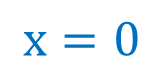 x = 0